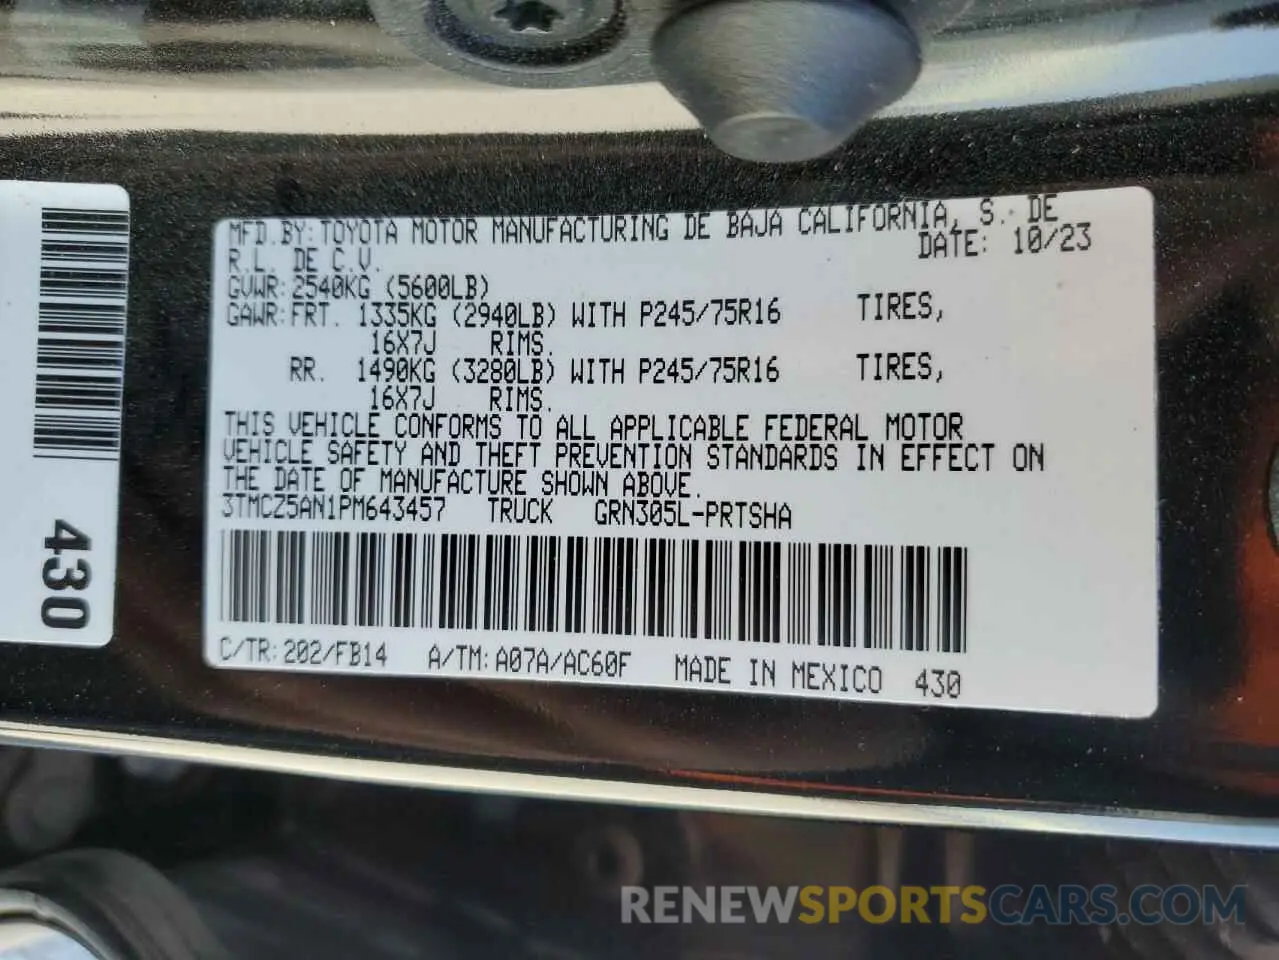 MFD.BY:TOYOTA MOTOR MANUFACTURING DE BAJA CALIFORNIA, S. DE
R.L. DE C.V. DATE: 10/23
GVWR:2540KG (5600LB)
GAWR:FRT. 1335KG (2940LB) WITH P245/75R16 TIRES,
16X7J RIMS.
RR. 1490KG (3280LB) WITH P245/75R16 TIRES,
16X7J RIMS.
THIS VEHICLE CONFORMS TO ALL APPLICABLE FEDERAL MOTOR
VEHICLE SAFETY AND THEFT PREVENTION STANDARDS IN EFFECT ON
THE DATE OF MANUFACTURE SHOWN ABOVE.
3TMCZ5AN1PM643457 TRUCK GRN305L-PRTSHA
C/TR:202/FB14 A/TM:A07A/AC60F MADE IN MEXICO 430
430
RENEWSPORTSCARS.COM